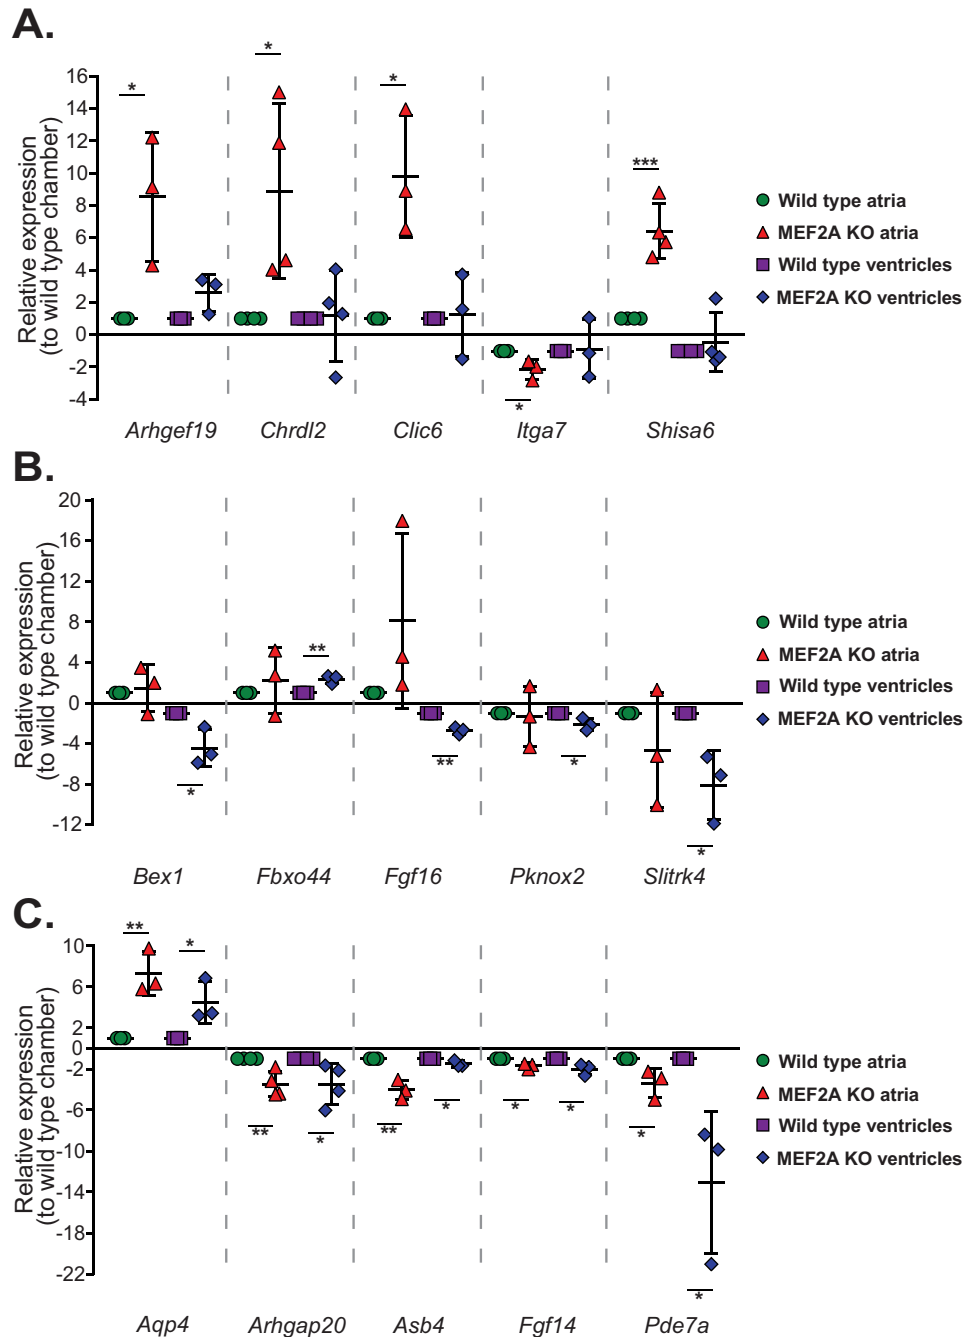 A.
* * * ***
16
14
12
10
8
6
4
2
0
-2
-4
Relative expression
(to wild type chamber)
*
Arhgef19 Chrdl2 Clic6 Itga7 Shisa6
Wild type atria
MEF2A KO atria
Wild type ventricles
MEF2A KO ventricles
B.
20
16
12
8
4
0
-4
-8
-12
Relative expression
(to wild type chamber)
**
* ** * *
Bex1 Fbxo44 Fgf16 Pknox2 Slitrk4
Wild type atria
MEF2A KO atria
Wild type ventricles
MEF2A KO ventricles
C.
** *
10
6
2
0
-2
-6
-10
-14
-18
-22
Relative expression
(to wild type chamber)
** * ** * * * * *
Aqp4 Arhgap20 Asb4 Fgf14 Pde7a
Wild type atria
MEF2A KO atria
Wild type ventricles
MEF2A KO ventricles